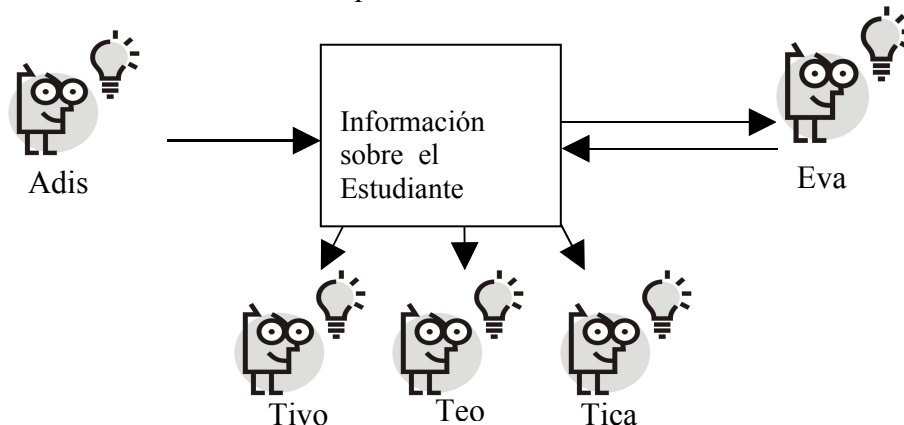 Información
sobre el
Estudiante
Adis
Eva
Tivo
Teo
Tica